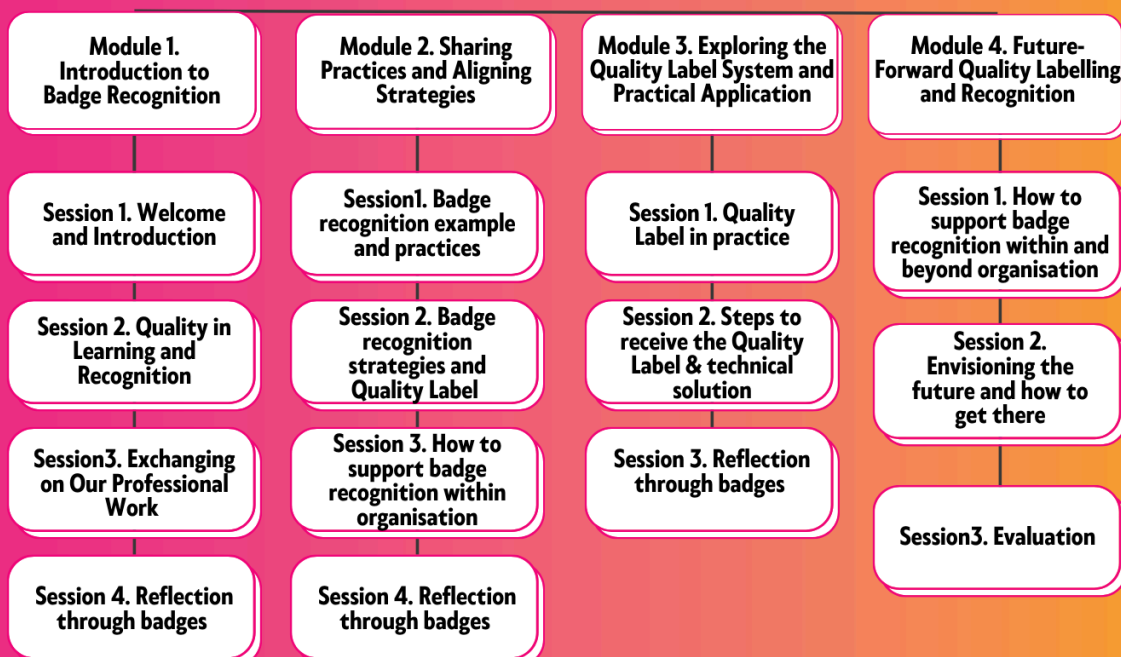 Module 1.
Introduction to
Badge Recognition
Session 1. Welcome
and Introduction
Session 2. Quality in
Learning and
Recognition
Session3. Exchanging
on Our Professional
Work
Session 4. Reflection
through badges
Module 2. Sharing
Practices and Aligning
Strategies
Session1. Badge
recognition example
and practices
Session 2. Badge
recognition
strategies and
Quality Label
Session 3. How to
support badge
recognition within
organisation
Session 4. Reflection
through badges
Module 3. Exploring the
Quality Label System and
Practical Application
Session 1. Quality
Label in practice
Session 2. Steps to
receive the Quality
Label & technical
solution
Session 3. Reflection
through badges
Module 4. Future-
Forward Quality Labelling
and Recognition
Session 1. How to
support badge
recognition within and
beyond organisation
Session 2.
Envisioning the
future and how to
get there
Session3. Evaluation